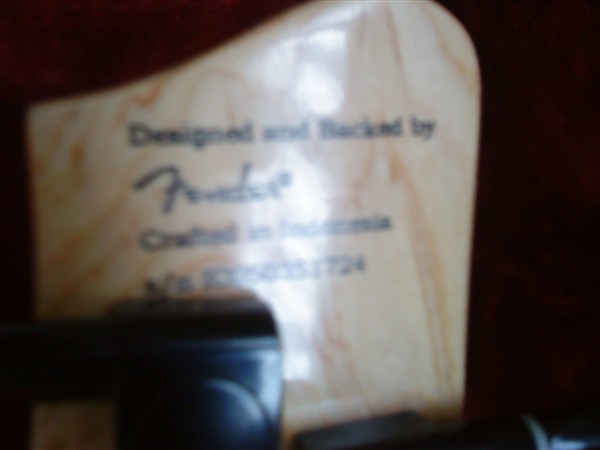 Designed and Backed by
Fender®
Crafted in Indonesia
s/n